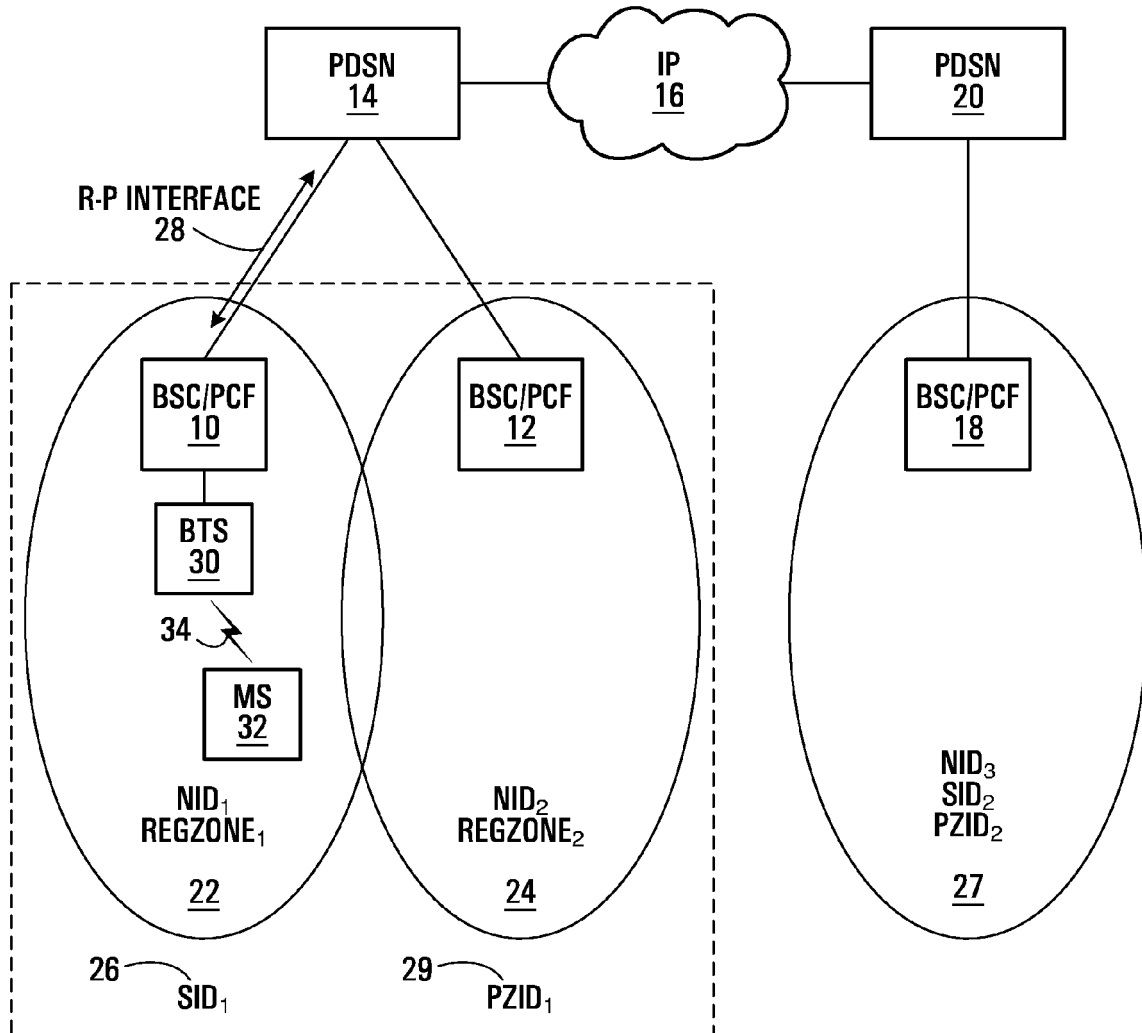 PDSN
14
IP
16
PDSN
20
R-P INTERFACE
28
BSC/PCF
10
BSC/PCF
12
BSC/PCF
18
BTS
30
34
MS
32
NID₁
REGZONE₁
22
NID₂
REGZONE₂
24
NID₃
SID₂
PZID₂
27
26
SID₁
29
PZID₁